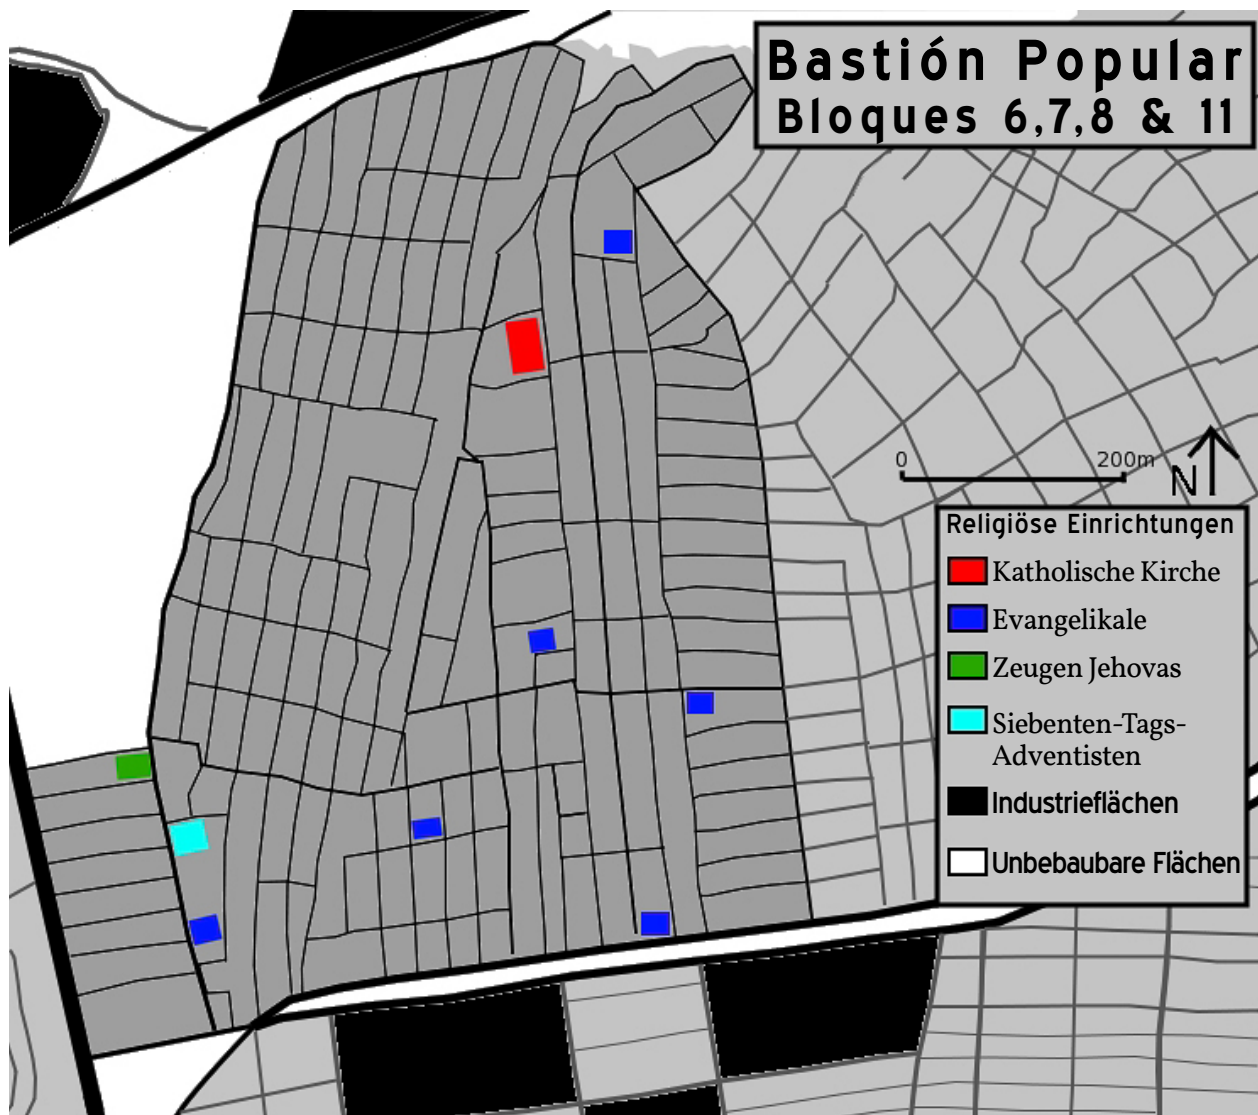 Bastión Popular
Bloques 6,7,8 & 11
0 200m
N
Religiöse Einrichtungen
Katholische Kirche
Evangelikale
Zeugen Jehovas
Siebenten-Tags-
Adventisten
Industrieflächen
Unbebaubare Flächen